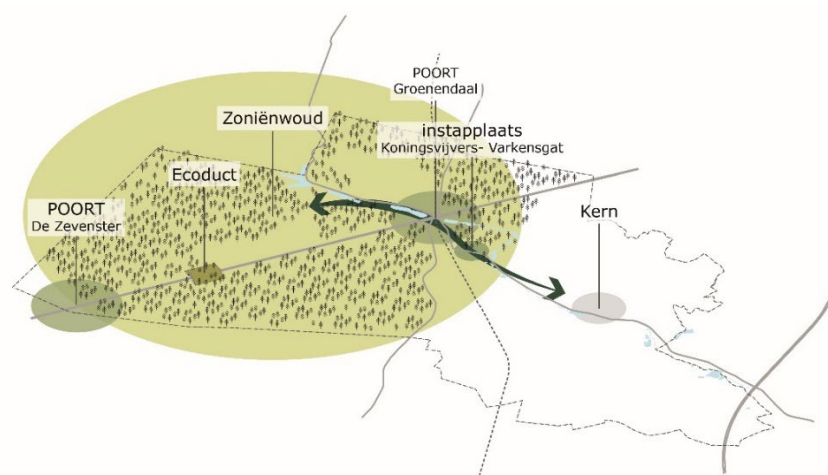 POORT
Groenendaal
Zoniënwoud
instapplaats
Koningsvijvers- Varkensgat
Ecoduct
POORT
De Zevenster
Kern